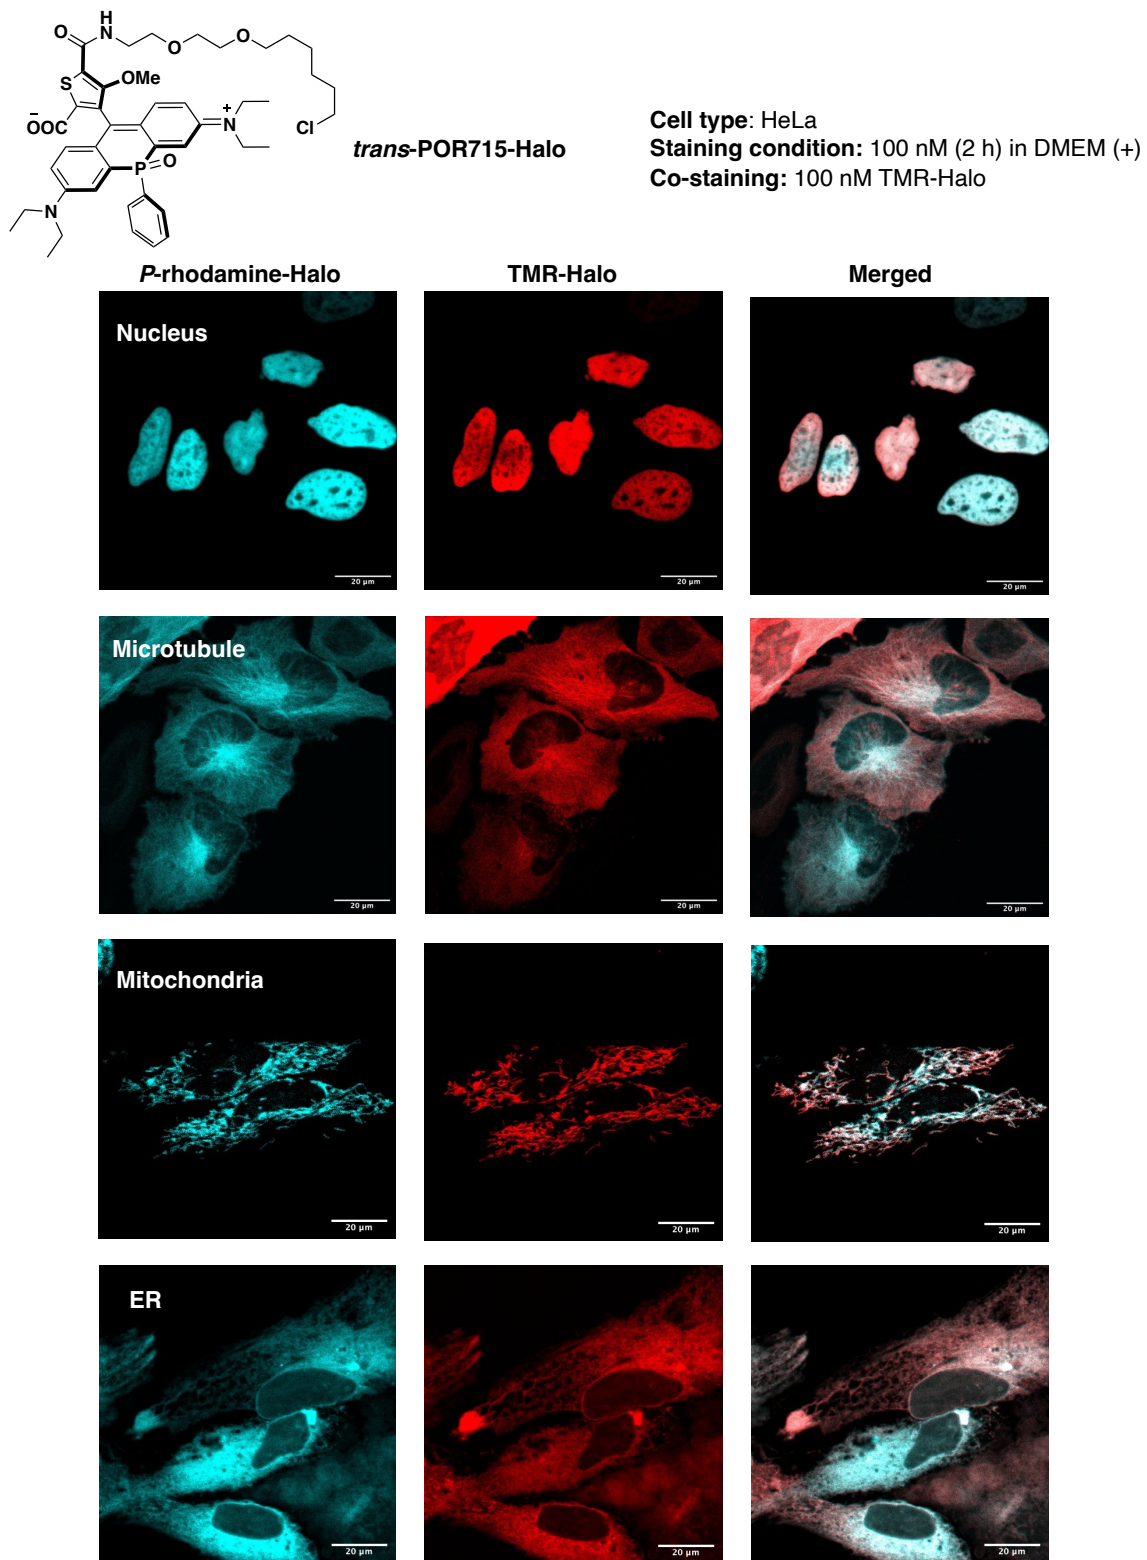 H
O
N
O
O
S
OMe
−
OOC
+
N
Cl
P
O
N
trans-POR715-Halo
Cell type: HeLa
Staining condition: 100 nM (2 h) in DMEM (+)
Co-staining: 100 nM TMR-Halo
P-rhodamine-Halo TMR-Halo Merged
Nucleus
20 μm 20 μm 20 μm
Microtubule
20 μm 20 μm 20 μm
Mitochondria
20 μm 20 μm 20 μm
ER
20 μm 20 μm 20 μm